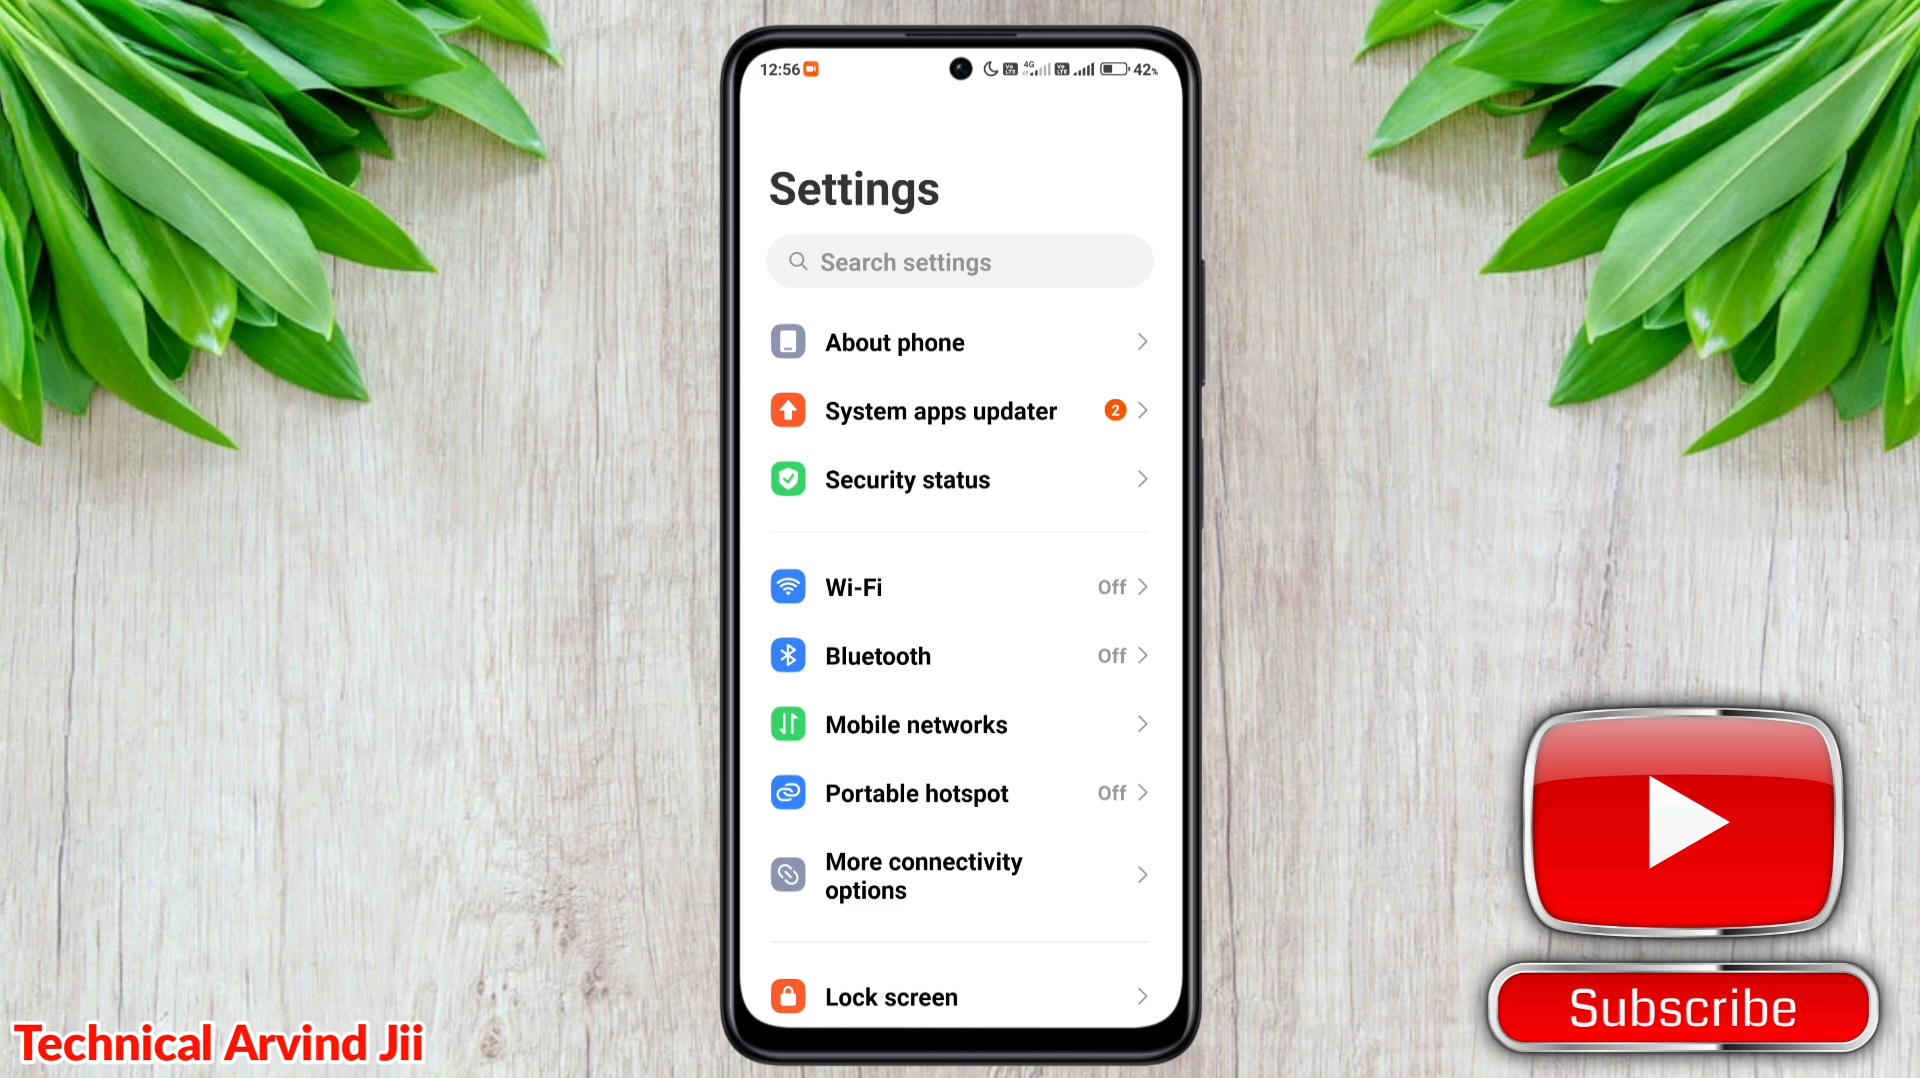 12:56
4G
42%
Settings
Search settings
About phone
System apps updater 2
Security status
Wi-Fi Off
Bluetooth Off
Mobile networks
Portable hotspot Off
More connectivity
options
Lock screen
Technical Arvind Jii
Subscribe